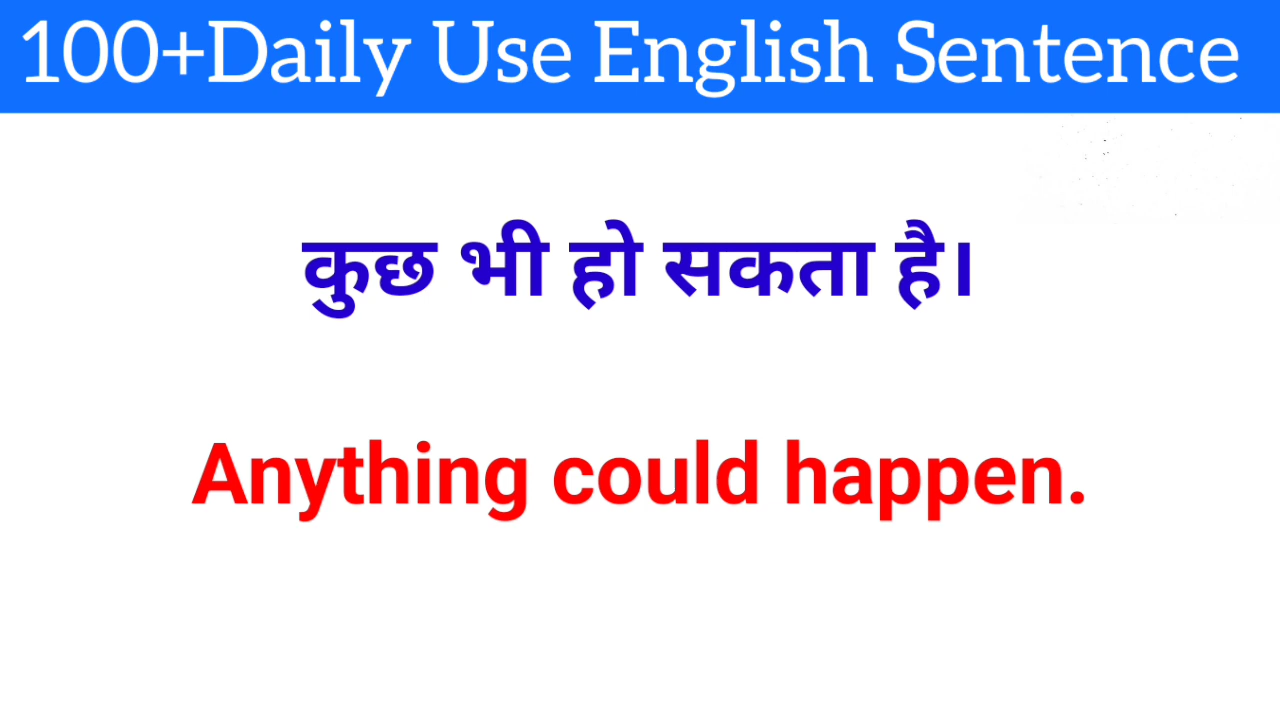 100+Daily Use English Sentence
कुछ भी हो सकता है।
Anything could happen.